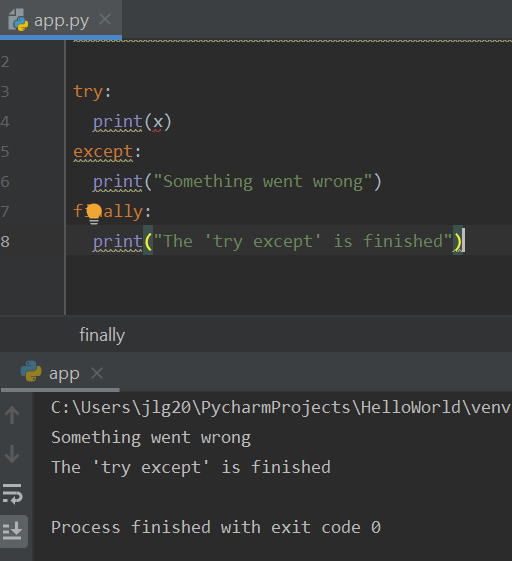 app.py
2
3 try:
4 print(x)
5 except:
6 print("Something went wrong")
7 finally:
8 print("The 'try except' is finished")
finally
app
C:\Users\jlg20\PycharmProjects\HelloWorld\venv
Something went wrong
The 'try except' is finished
Process finished with exit code 0